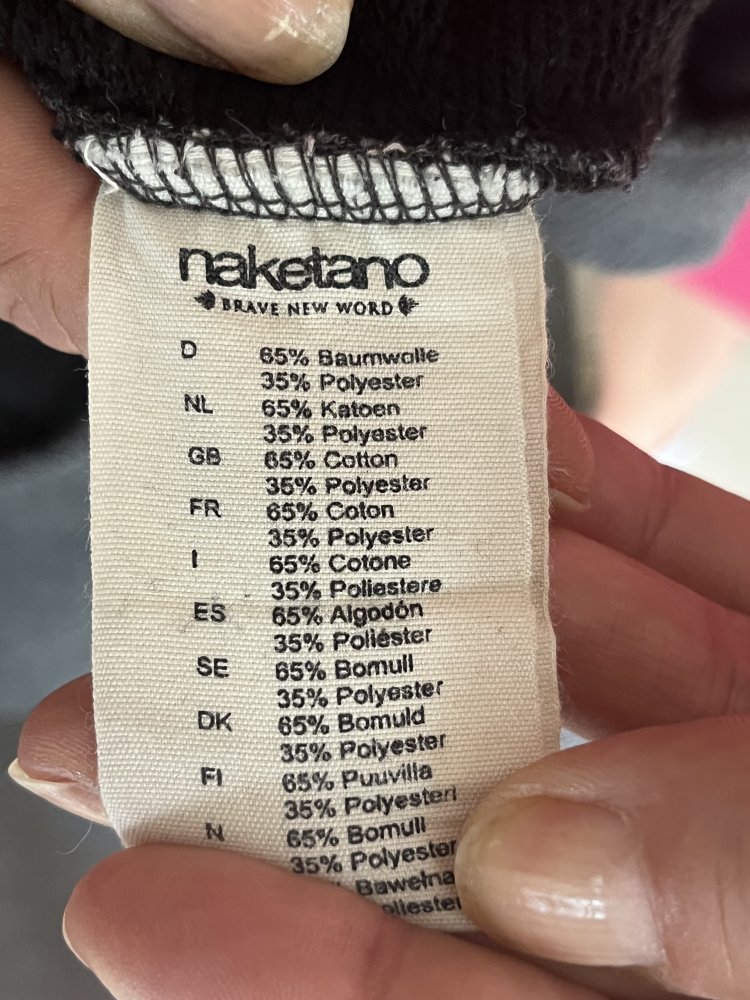 naketano
BRAVE NEW WORD
D 65% Baumwolle
35% Polyester
NL 65% Katoen
35% Polyester
GB 65% Cotton
35% Polyester
FR 65% Coton
35% Polyester
I 65% Cotone
35% Poliestere
ES 65% Algodón
35% Poliéster
SE 65% Bomull
35% Polyester
DK 65% Bomuld
35% Polyester
FI 65% Puuvilla
35% Polyesteri
N 65% Bomull
35% Polyester
Bawełna